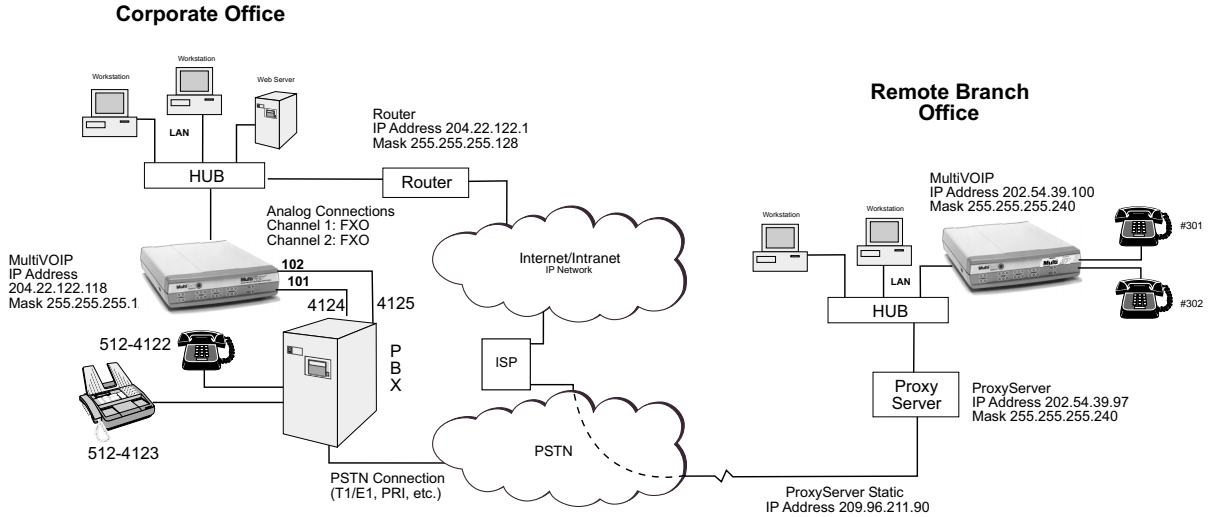 Corporate Office
Workstation
Workstation
Web Server
LAN
HUB
Router
IP Address 204.22.122.1
Mask 255.255.255.128
Router
Analog Connections
Channel 1: FXO
Channel 2: FXO
MultiVOIP
IP Address
204.22.122.118
Mask 255.255.255.1
Multi
102
101
4124
4125
512-4122
512-4123
P
B
X
PSTN Connection
(T1/E1, PRI, etc.)
Internet/Intranet
IP Network
ISP
PSTN
Remote Branch
Office
MultiVOIP
IP Address 202.54.39.100
Mask 255.255.255.240
Workstation
Workstation
LAN
HUB
Multi
Multi
#301
#302
Proxy
Server
ProxyServer
IP Address 202.54.39.97
Mask 255.255.255.240
ProxyServer Static
IP Address 209.96.211.90